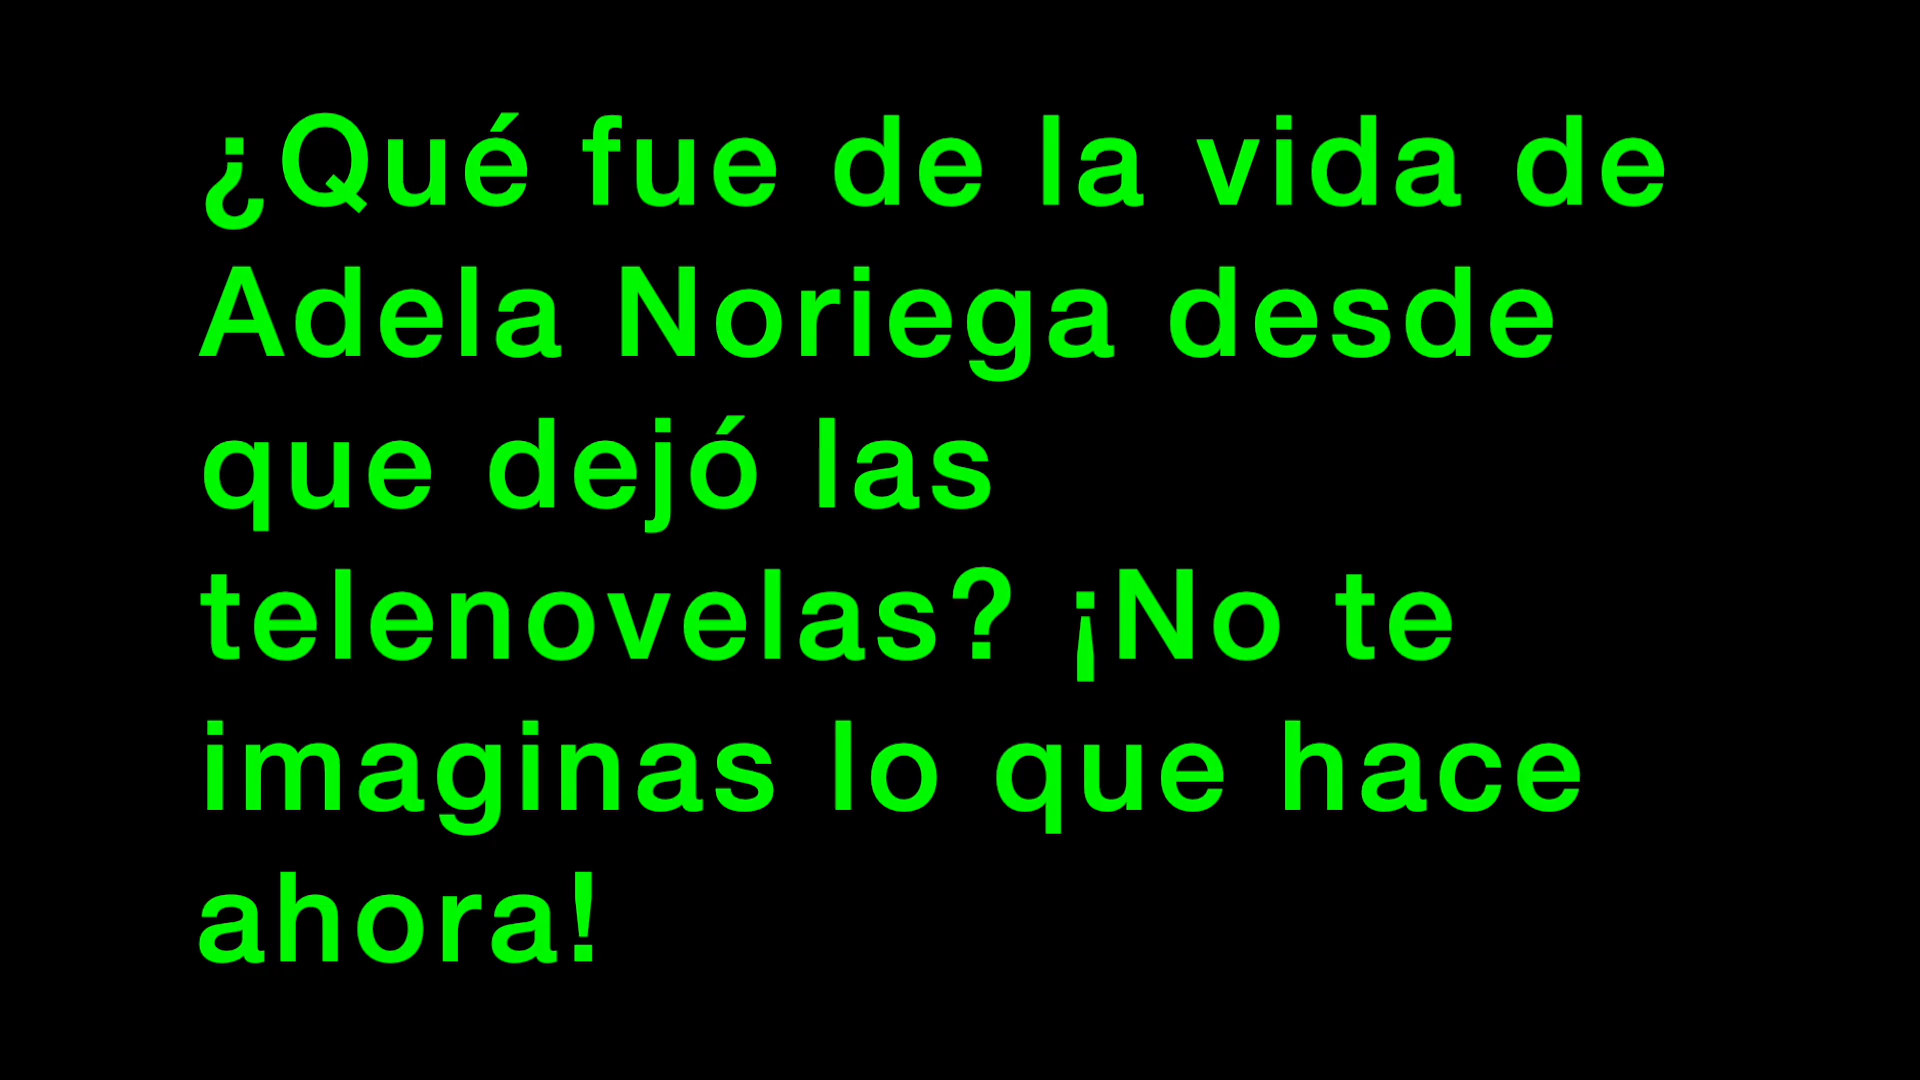 ¿Qué fue de la vida de
Adela Noriega desde
que dejó las
telenovelas? ¡No te
imaginas lo que hace
ahora!